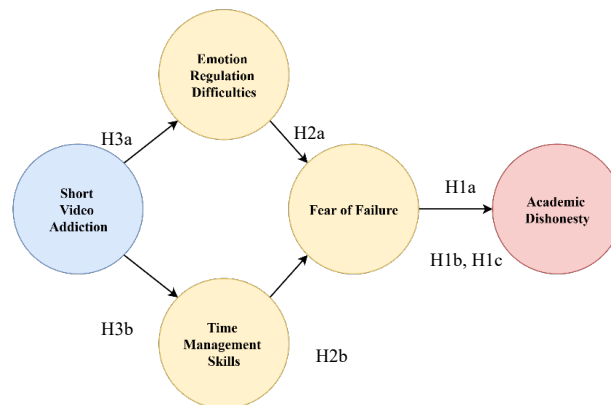 Emotion
Regulation
Difficulties
H3a
H2a
Short
Video
Addiction
Fear of Failure
H1a
Academic
Dishonesty
H1b, H1c
H3b
Time
Management
Skills
H2b